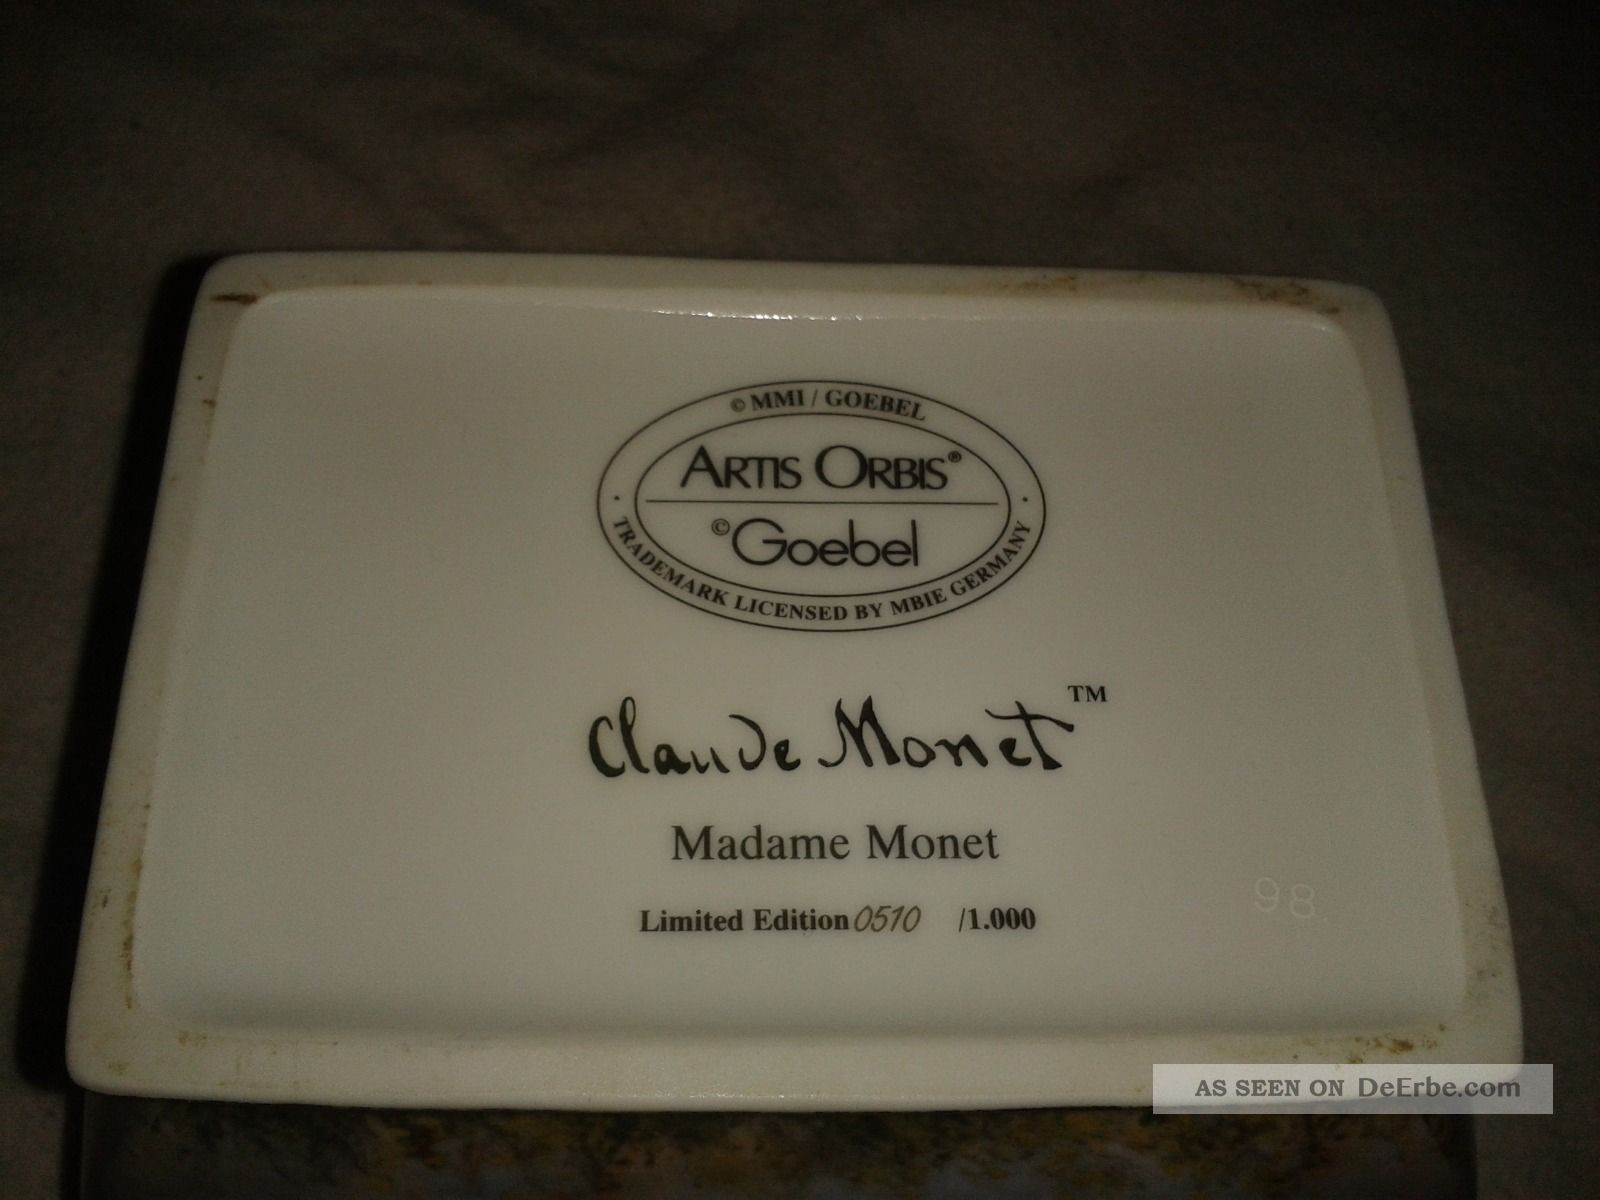 © MMI / GOEBEL
ARTIS ORBIS®
©Goebel
· TRADEMARK LICENSED BY MBIE GERMANY ·
Claude Monet™
Madame Monet
Limited Edition 0510 /1.000
98
AS SEEN ON DeErbe.com